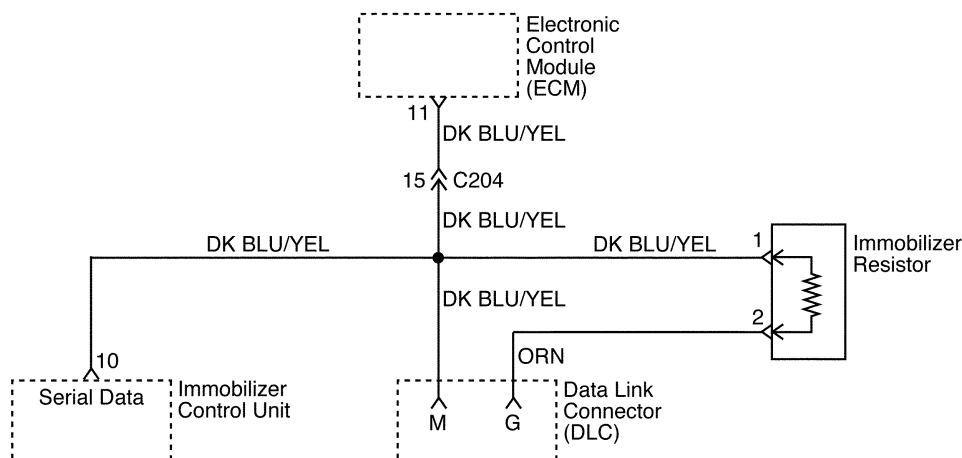 Electronic
Control
Module
(ECM)
11
DK BLU/YEL
15
C204
DK BLU/YEL
DK BLU/YEL
DK BLU/YEL
1
Immobilizer
Resistor
DK BLU/YEL
2
ORN
10
Serial Data
Immobilizer
Control Unit
M
G
Data Link
Connector
(DLC)